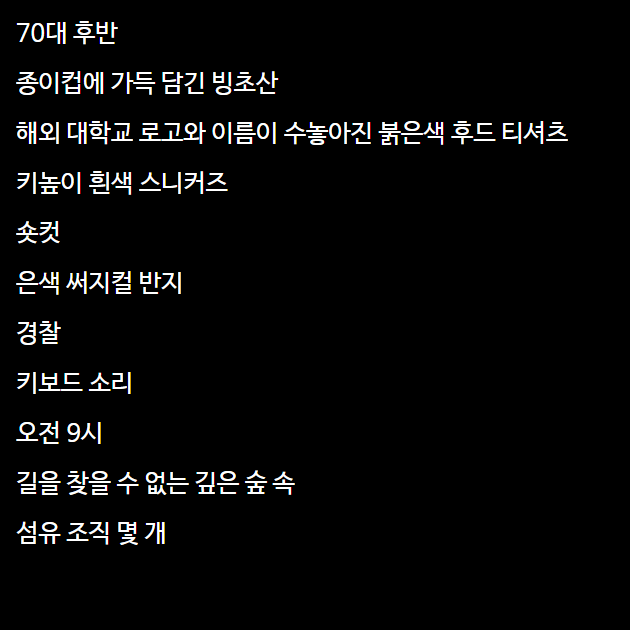 70대 후반
종이컵에 가득 담긴 빙초산
해외 대학교 로고와 이름이 수놓아진 붉은색 후드 티셔츠
키높이 흰색 스니커즈
숏컷
은색 써지컬 반지
경찰
키보드 소리
오전 9시
길을 찾을 수 없는 깊은 숲 속
섬유 조직 몇 개